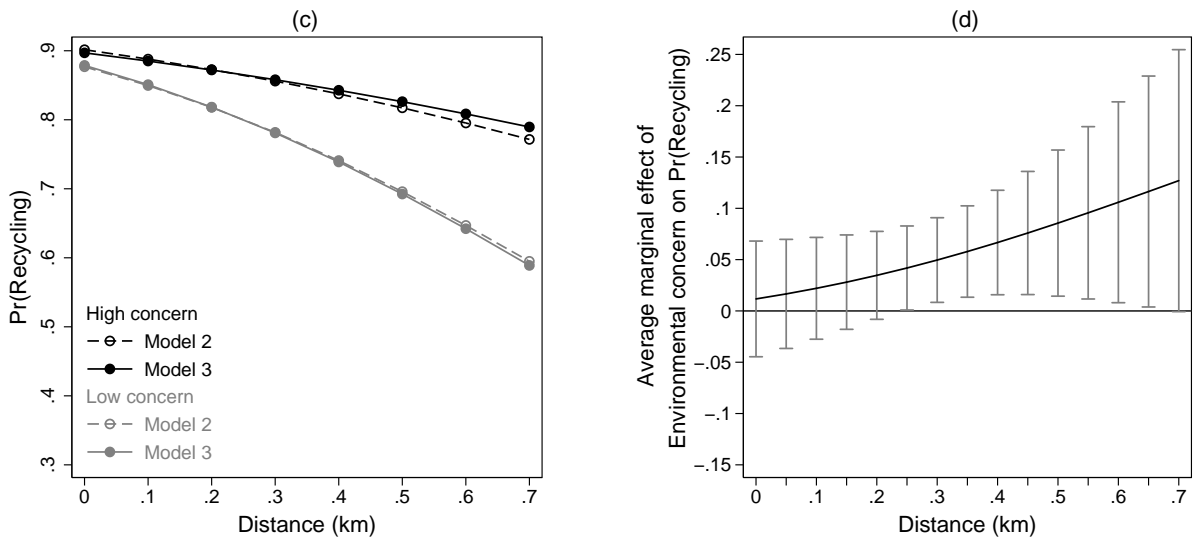 (c)
Pr(Recycling)
.9
.8
.7
.6
.5
.4
.3
High concern
Model 2
Model 3
Low concern
Model 2
Model 3
0 .1 .2 .3 .4 .5 .6 .7
Distance (km)
(d)
Average marginal effect of
Environmental concern on Pr(Recycling)
.25
.2
.15
.1
.05
0
−.05
−.1
−.15
0 .1 .2 .3 .4 .5 .6 .7
Distance (km)